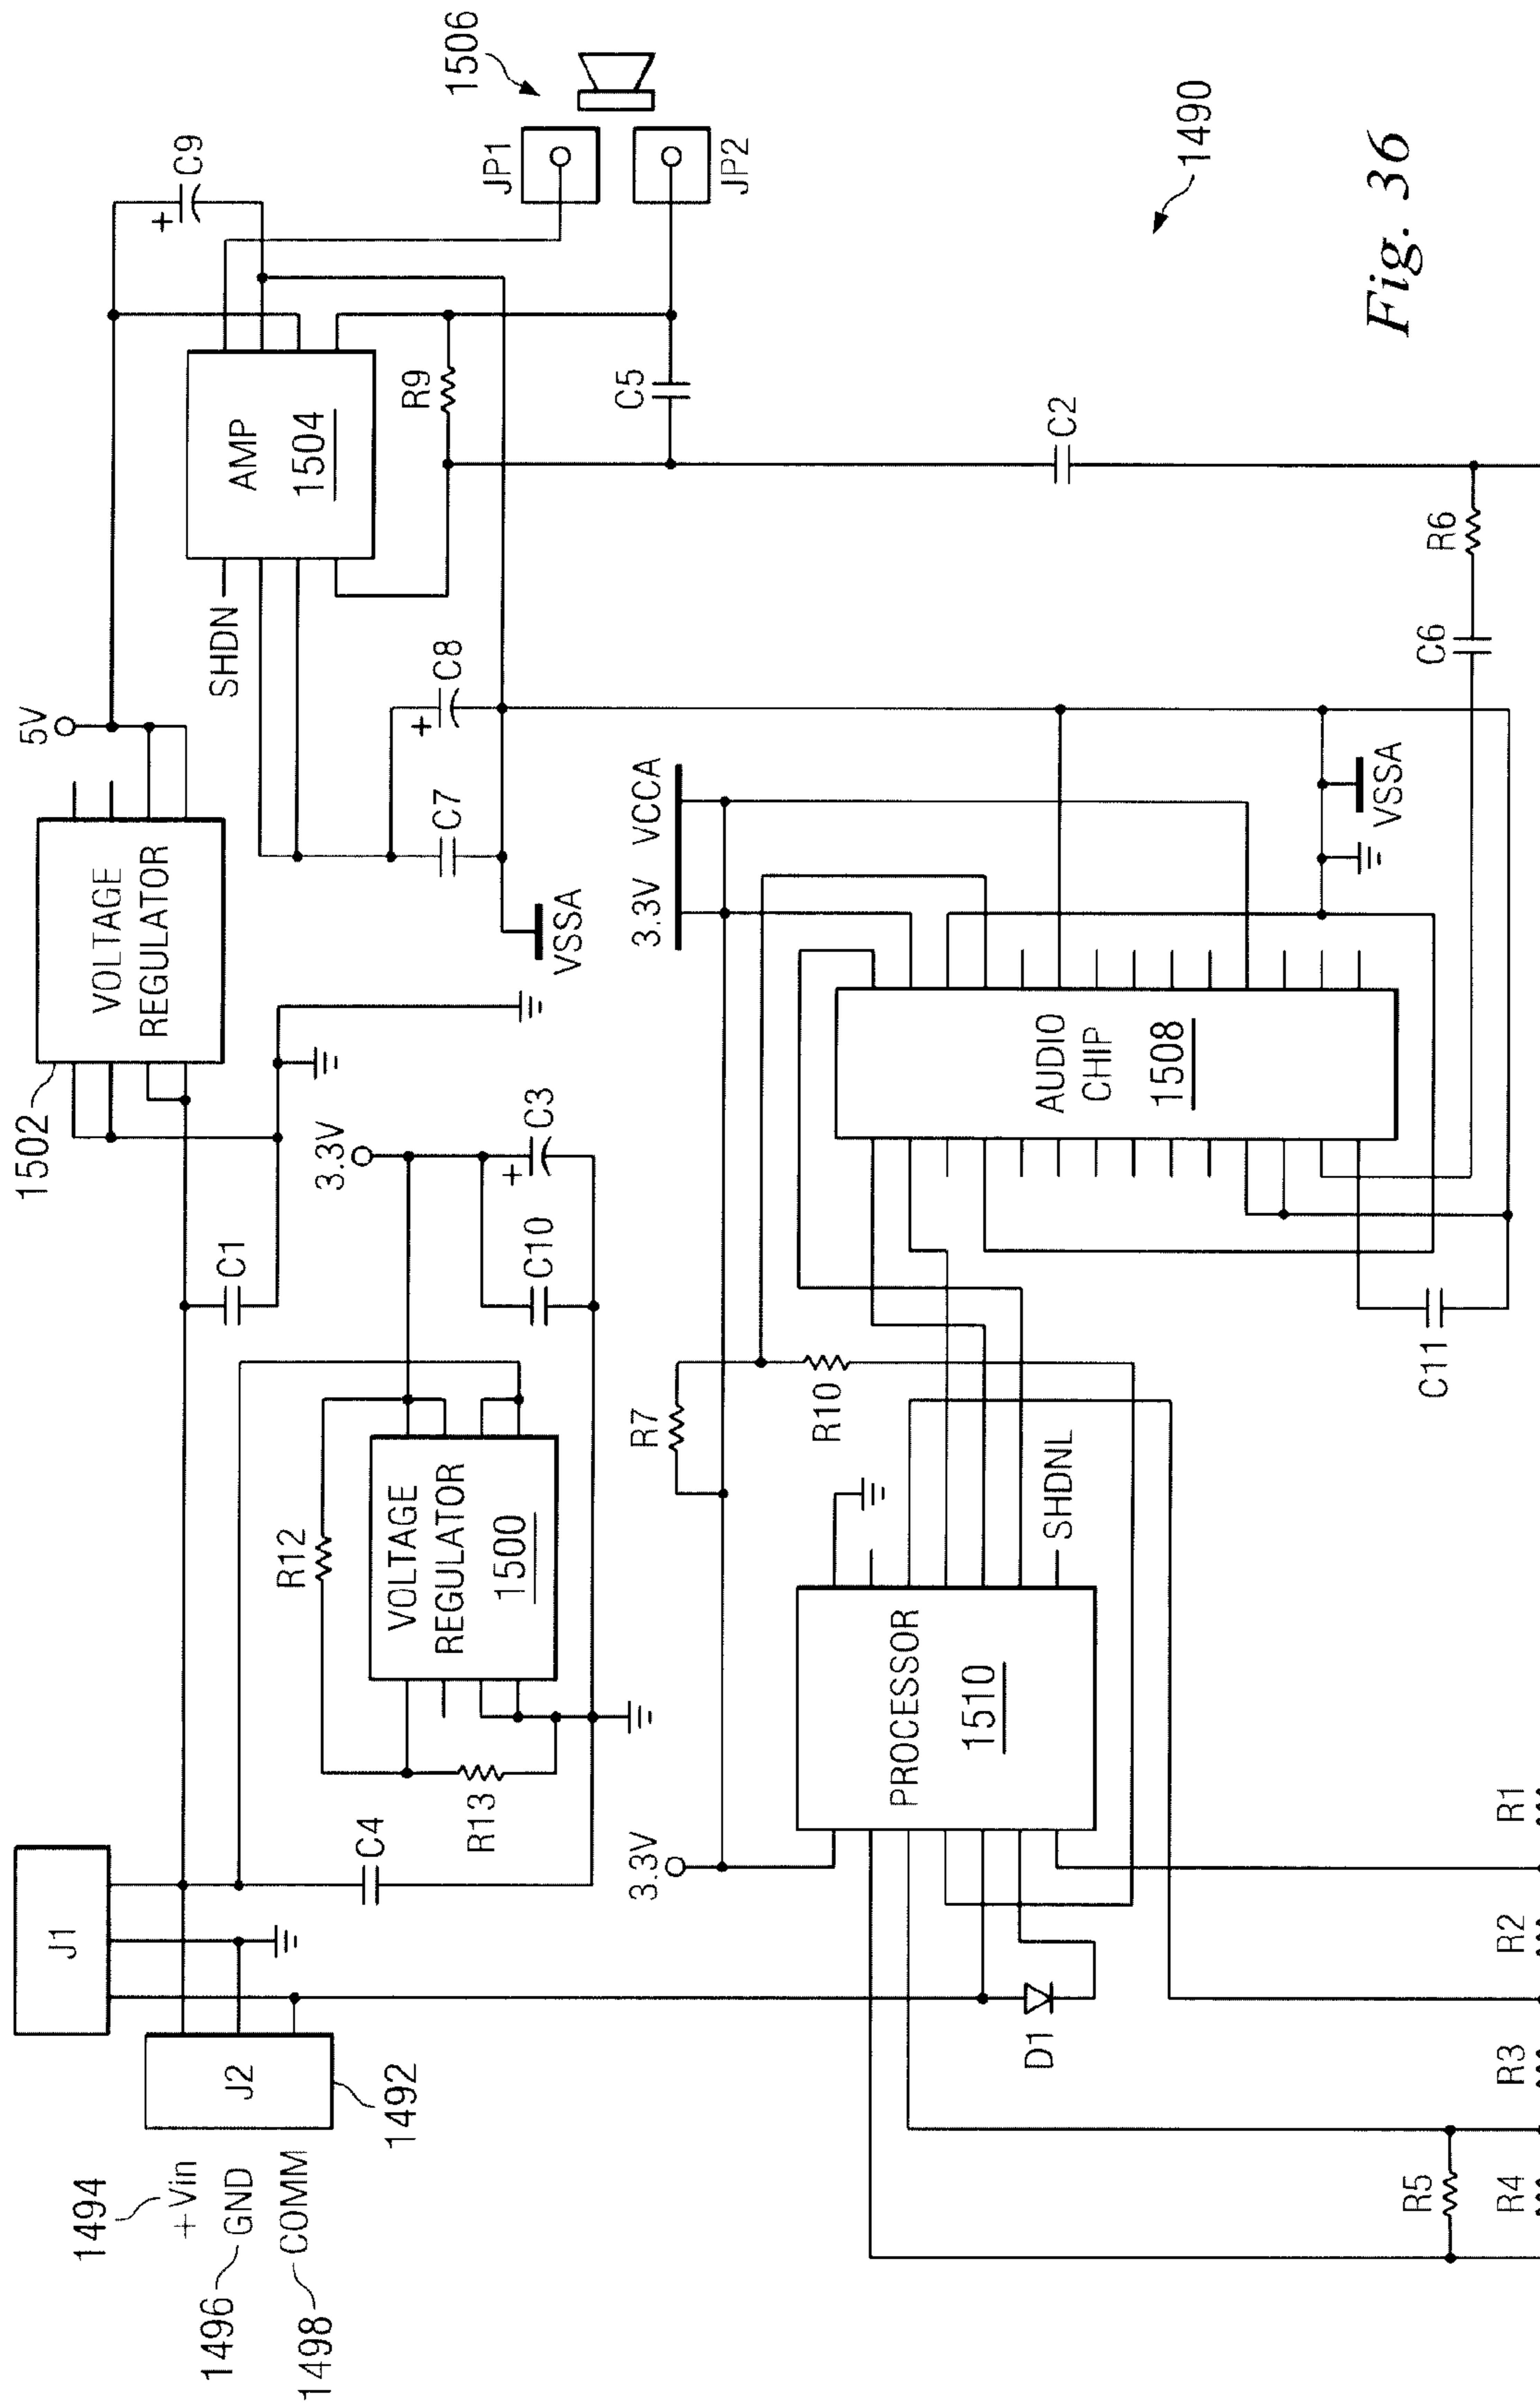 1494
+Vin
1496
GND
1498
COMM
J2
1492
J1
1502
VOLTAGE
REGULATOR
5V
C1
C4
R12
R13
VOLTAGE
REGULATOR
1500
3.3V
C10
+
C3
SHDN
AMP
1504
+
C9
R9
C5
C7
+
C8
VSSA
JP1
JP2
1506
1490
C2
3.3V
PROCESSOR
1510
SHDNL
D1
R7
R10
3.3V VCCA
AUDIO
CHIP
1508
VSSA
C11
C6
R6
R5
R4
R3
R2
R1
Fig. 36